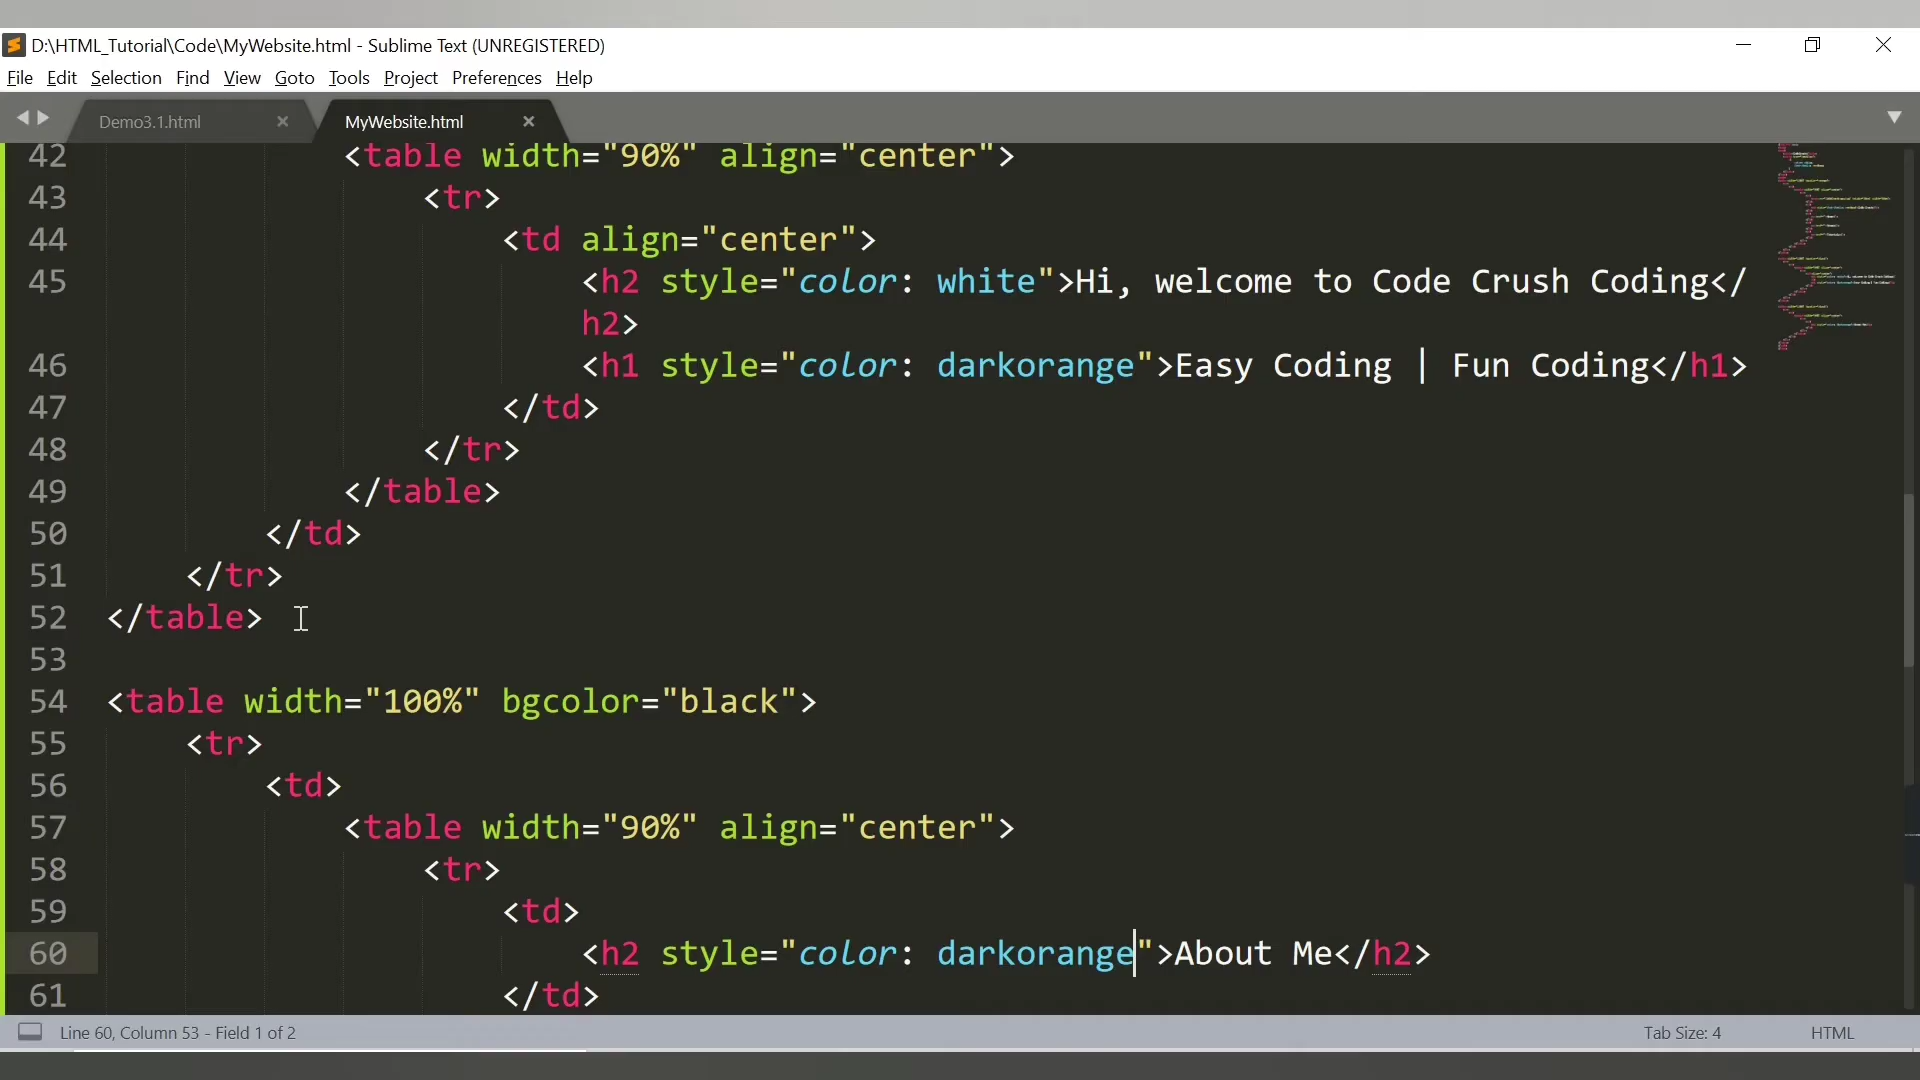 D:\HTML_Tutorial\Code\MyWebsite.html - Sublime Text (UNREGISTERED)
File Edit Selection Find View Goto Tools Project Preferences Help
Demo3.1.html MyWebsite.html
42 <table width="90%" align="center">
43 <tr>
44 <td align="center">
45 <h2 style="color: white">Hi, welcome to Code Crush Coding</
h2>
46 <h1 style="color: darkorange">Easy Coding | Fun Coding</h1>
47 </td>
48 </tr>
49 </table>
50 </td>
51 </tr>
52 </table>
53
54 <table width="100%" bgcolor="black">
55 <tr>
56 <td>
57 <table width="90%" align="center">
58 <tr>
59 <td>
60 <h2 style="color: darkorange">About Me</h2>
61 </td>
Line 60, Column 53 - Field 1 of 2 Tab Size: 4 HTML